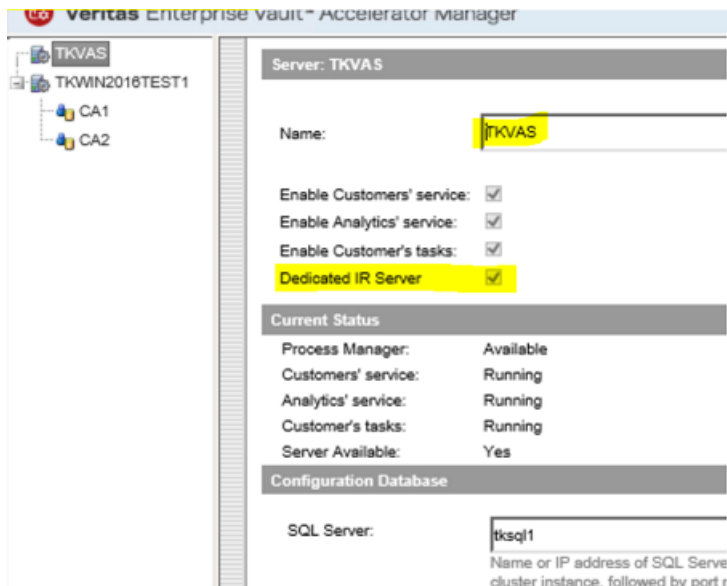 Veritas Enterprise Vault™ Accelerator Manager
TKVAS
TKWIN2016TEST1
CA1
CA2
Server: TKVAS
Name: TKVAS
Enable Customers' service:
Enable Analytics' service:
Enable Customer's tasks:
Dedicated IR Server
Current Status
Process Manager: Available
Customers' service: Running
Analytics' service: Running
Customer's tasks: Running
Server Available: Yes
Configuration Database
SQL Server: tksql1
Name or IP address of SQL Serve
cluster instance, followed by port